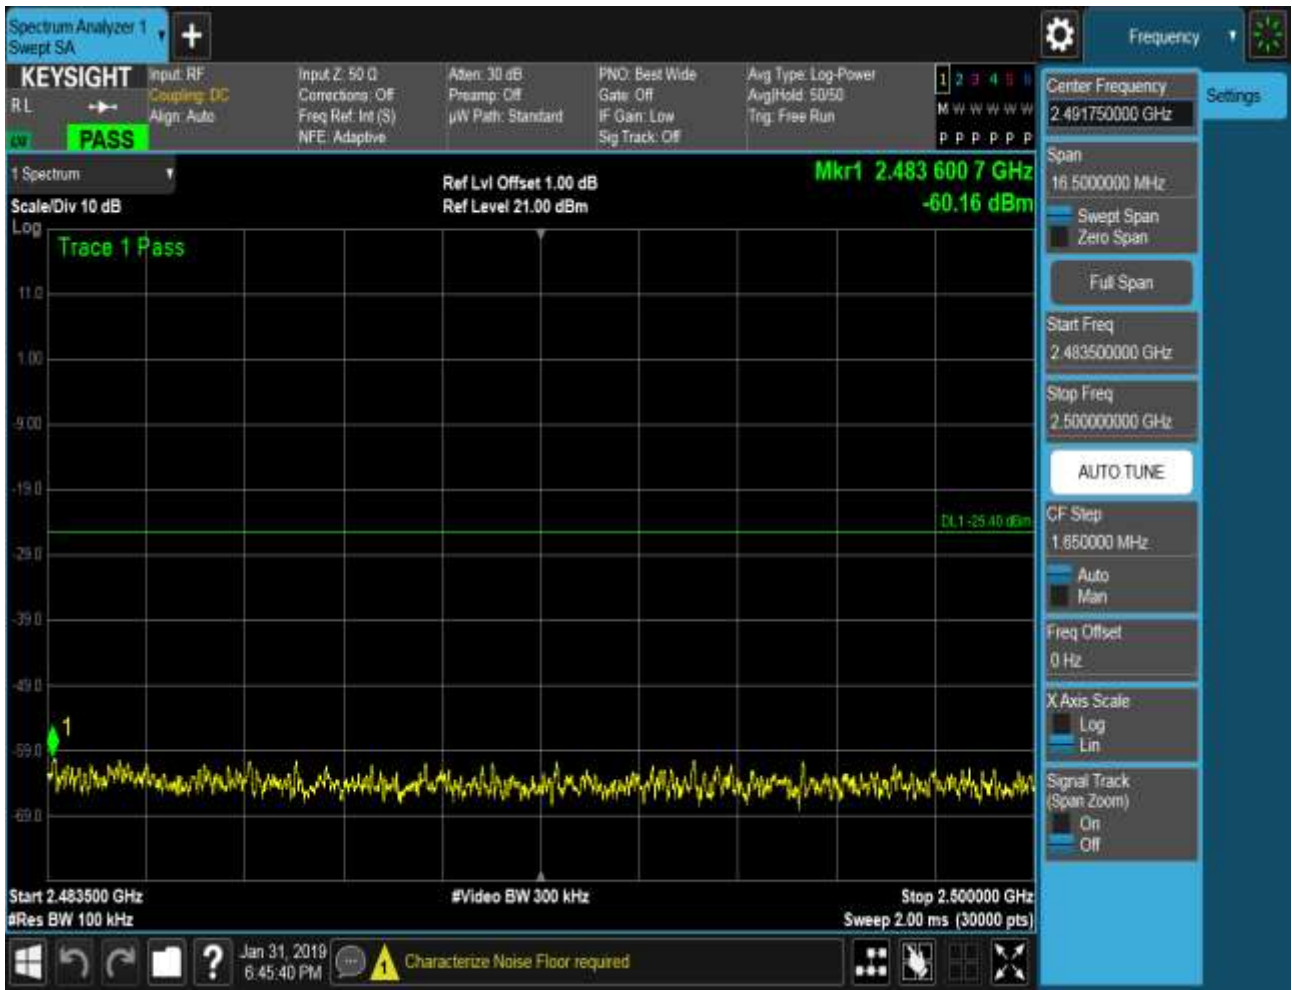 Spectrum Analyzer 1
Swept SA
Frequency
KEYSIGHT
R L
PASS
Input: RF
Coupling: DC
Align: Auto
Input Z: 50 Ω
Corrections: Off
Freq Ref: Int (S)
NFE: Adaptive
Atten: 30 dB
Preamp: Off
µW Path: Standard
PNO: Best Wide
Gate: Off
IF Gain: Low
Sig Track: Off
Avg Type: Log-Power
Avg|Hold: 50/50
Trig: Free Run
1 2 3 4 5 6
M W W W W W
P P P P P P
1 Spectrum
Scale/Div 10 dB
Log
Ref Lvl Offset 1.00 dB
Ref Level 21.00 dBm
Mkr1 2.483 600 7 GHz
-60.16 dBm
Trace 1 Pass
11.0
1.00
-9.00
-19.0
DL1 -25.40 dBm
-29.0
-39.0
-49.0
1
-59.0
-69.0
Start 2.483500 GHz
#Res BW 100 kHz
#Video BW 300 kHz
Stop 2.500000 GHz
Sweep 2.00 ms (30000 pts)
?
Jan 31, 2019
6:45:40 PM
1
Characterize Noise Floor required
Center Frequency
2.491750000 GHz
Settings
Span
16.5000000 MHz
Swept Span
Zero Span
Full Span
Start Freq
2.483500000 GHz
Stop Freq
2.500000000 GHz
AUTO TUNE
CF Step
1.650000 MHz
Auto
Man
Freq Offset
0 Hz
X Axis Scale
Log
Lin
Signal Track
(Span Zoom)
On
Off